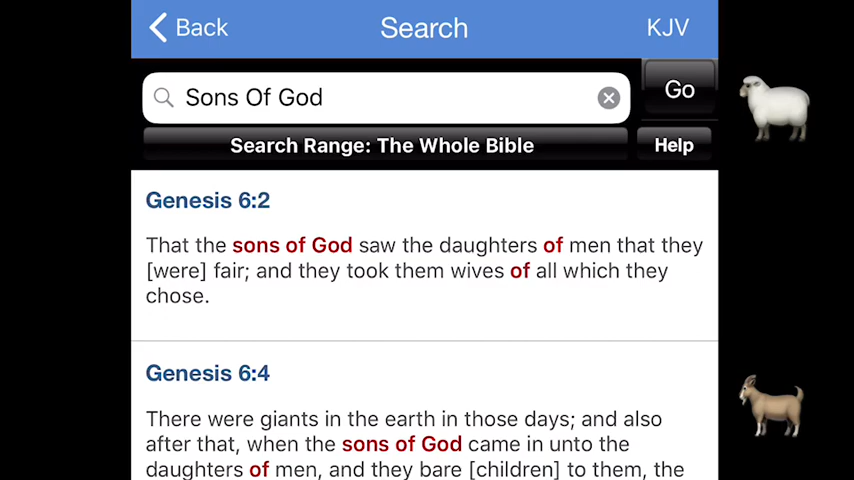 Back Search KJV
Sons Of God Go
Search Range: The Whole Bible Help
Genesis 6:2
That the sons of God saw the daughters of men that they
[were] fair; and they took them wives of all which they
chose.
Genesis 6:4
There were giants in the earth in those days; and also
after that, when the sons of God came in unto the
daughters of men, and they bare [children] to them, the